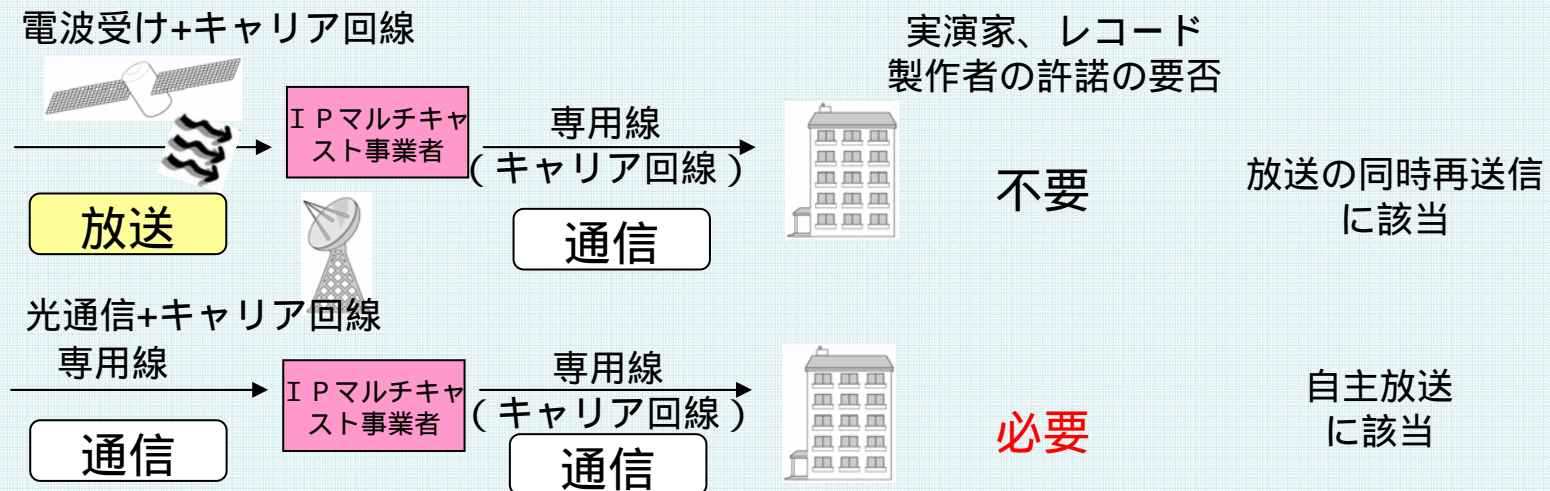 電波受け+キャリア回線
実演家、レコード
製作者の許諾の要否
ＩＰマルチキャ
スト事業者
専用線
(キャリア回線)
放送
通信
不要
放送の同時再送信
に該当
光通信+キャリア回線
専用線
通信
ＩＰマルチキャ
スト事業者
専用線
(キャリア回線)
通信
必要
自主放送
に該当